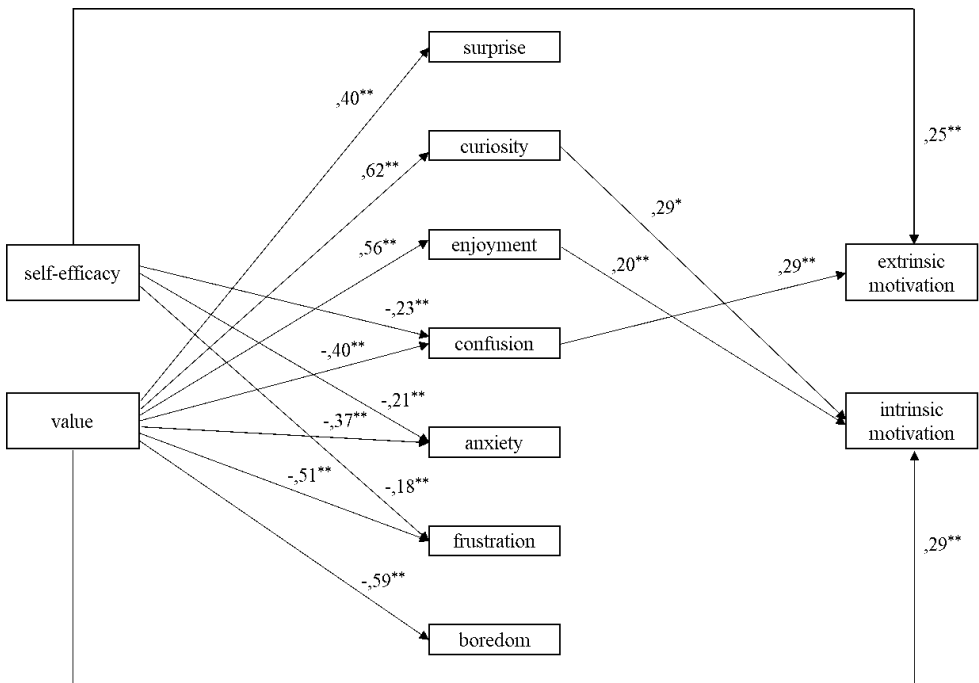 surprise
,40**
curiosity
,25**
,62**
,29*
enjoyment
,56**
self-efficacy
,20**
,29**
extrinsic
motivation
-,23**
confusion
-,40**
value
-,21**
-,37**
anxiety
intrinsic
motivation
-,51**
-,18**
frustration
,29**
-,59**
boredom